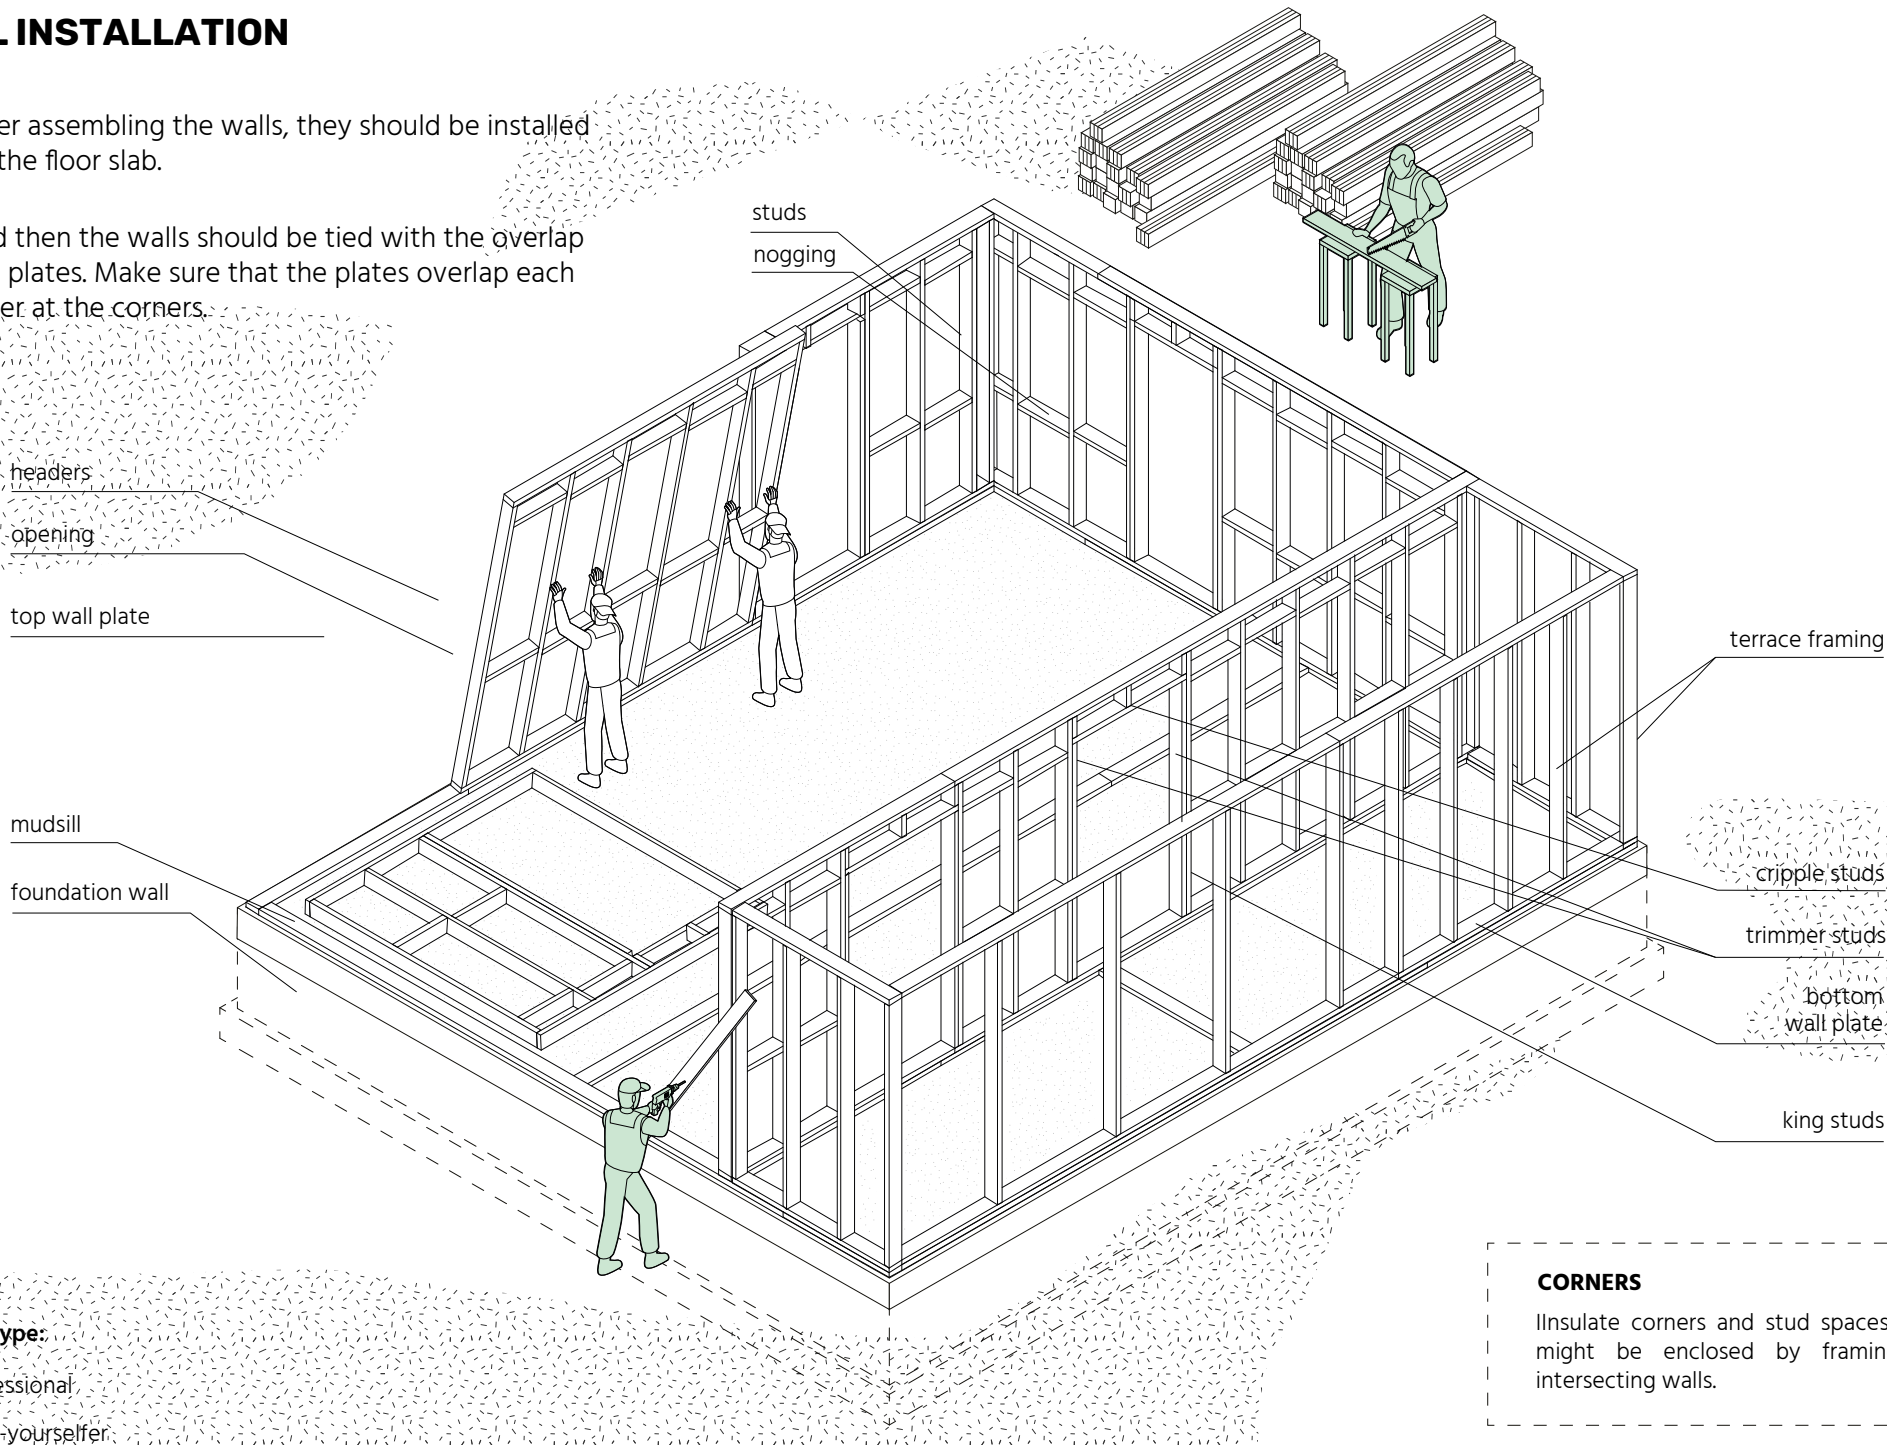 L INSTALLATION
er assembling the walls, they should be installed
the floor slab.
d then the walls should be tied with the overlap
plates. Make sure that the plates overlap each
er at the corners.
studs
nogging
headers
opening
top wall plate
mudsill
foundation wall
terrace framing
cripple studs
trimmer studs
bottom
wall plate
king studs
ype:
essional
-yourselfer
CORNERS
IInsulate corners and stud spaces
might be enclosed by framin
intersecting walls.